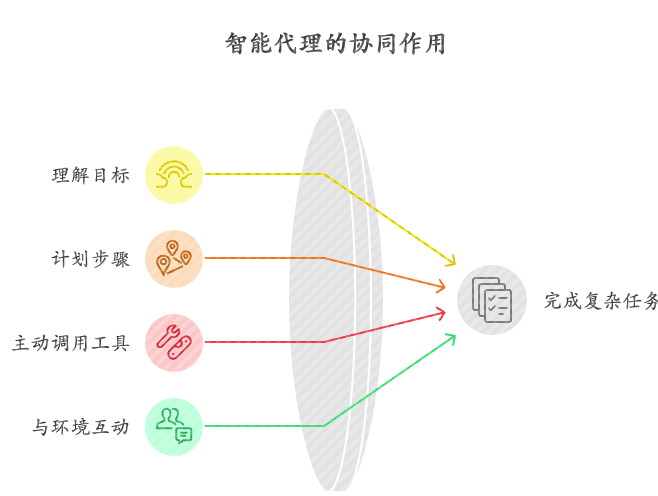 智能代理的协同作用
理解目标
计划步骤
主动调用工具
与环境互动
完成复杂任务